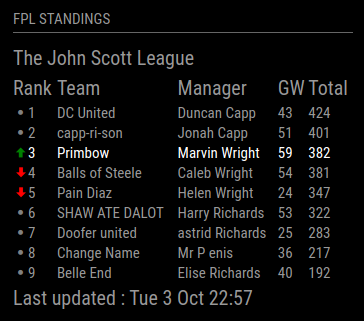 FPL STANDINGS
The John Scott League
Rank Team Manager GW Total
1 DC United Duncan Capp 43 424
2 capp-ri-son Jonah Capp 51 401
3 Primbow Marvin Wright 59 382
4 Balls of Steele Caleb Wright 54 381
5 Pain Diaz Helen Wright 24 347
6 SHAW ATE DALOT Harry Richards 53 322
7 Doofer united astrid Richards 25 283
8 Change Name Mr P enis 36 217
9 Belle End Elise Richards 40 192
Last updated : Tue 3 Oct 22:57